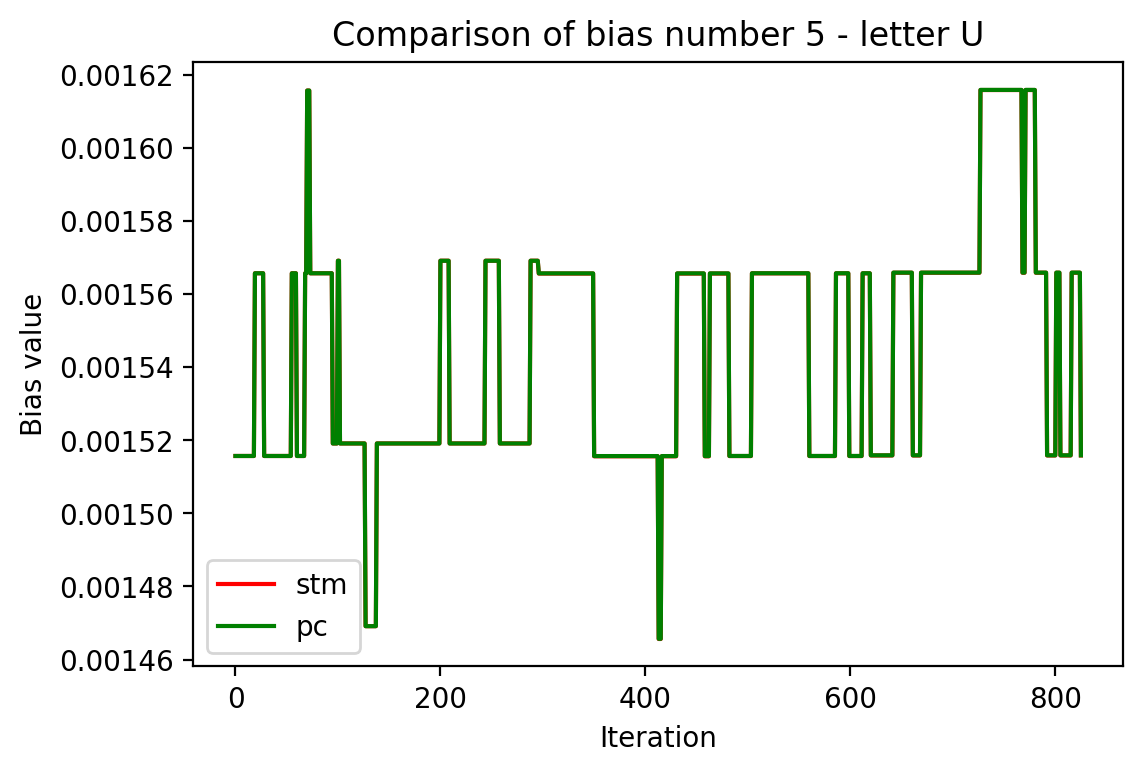 Comparison of bias number 5 - letter U
0.00162
0.00160
0.00158
0.00156
0.00154
0.00152
0.00150
0.00148
0.00146
Bias value
stm
pc
0 200 400 600 800
Iteration